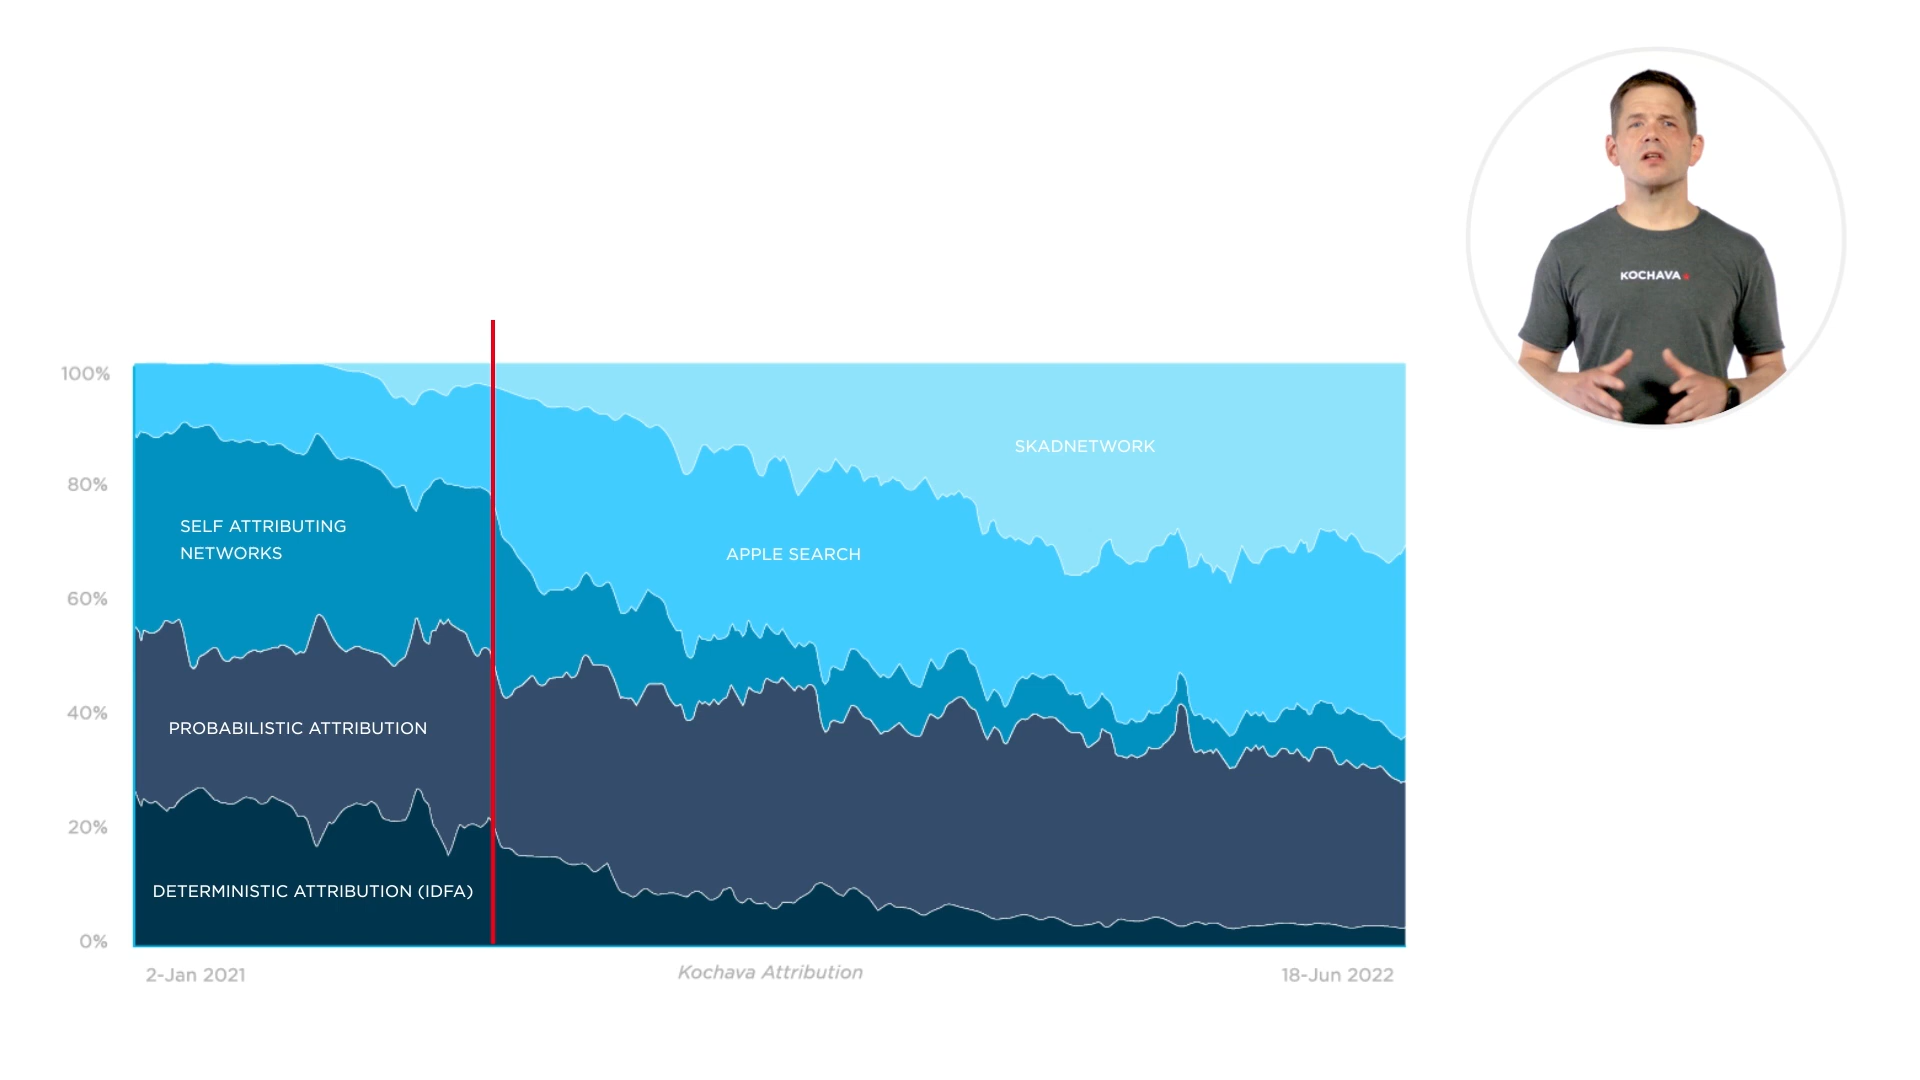 KOCHAVA
100%
80%
60%
40%
20%
0%
SKADNETWORK
APPLE SEARCH
SELF ATTRIBUTING
NETWORKS
PROBABILISTIC ATTRIBUTION
DETERMINISTIC ATTRIBUTION (IDFA)
2-Jan 2021
Kochava Attribution
18-Jun 2022